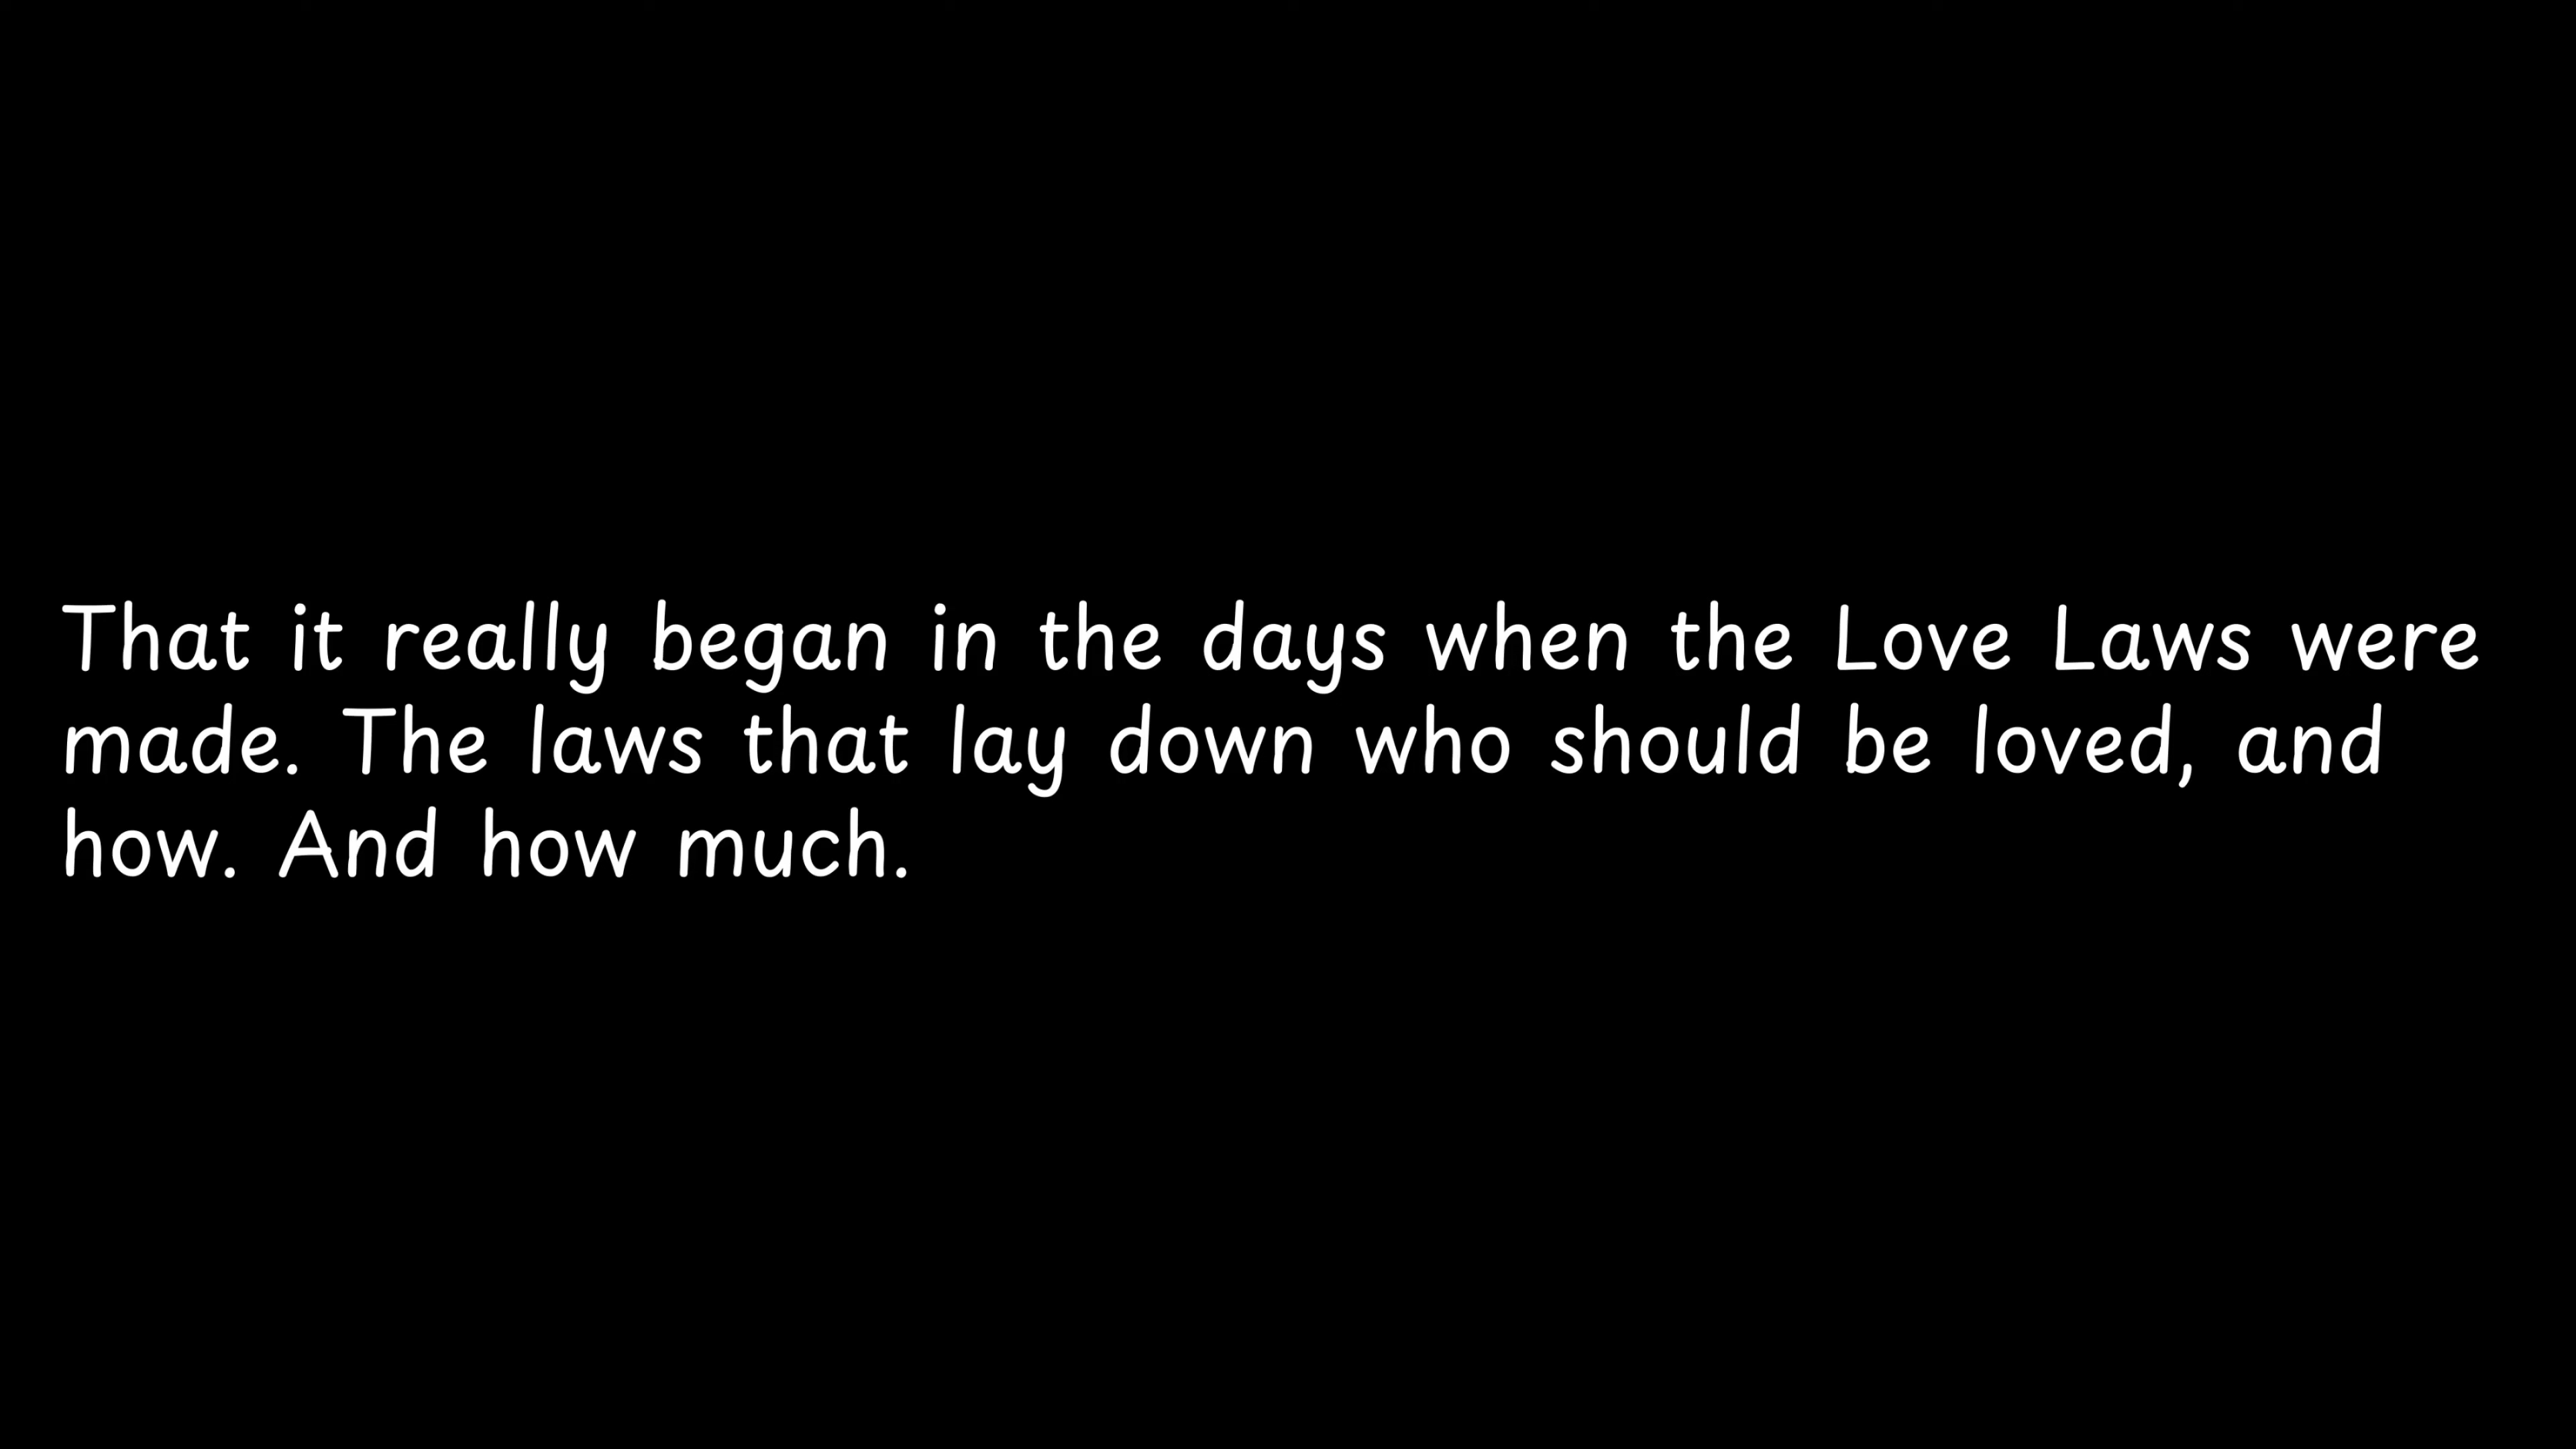 That it really began in the days when the Love Laws were
made. The laws that lay down who should be loved, and
how. And how much.